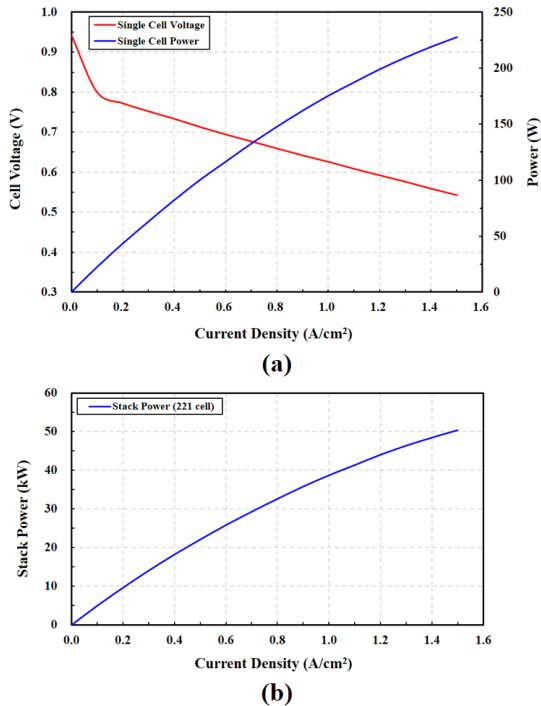 Single Cell Voltage
Single Cell Power
1.0
0.9
0.8
0.7
0.6
0.5
0.4
0.3
Cell Voltage (V)
250
200
150
100
50
0
Power (W)
0.0 0.2 0.4 0.6 0.8 1.0 1.2 1.4 1.6
Current Density (A/cm²)
(a)
Stack Power (221 cell)
60
50
40
30
20
10
0
Stack Power (kW)
0.0 0.2 0.4 0.6 0.8 1.0 1.2 1.4 1.6
Current Density (A/cm²)
(b)